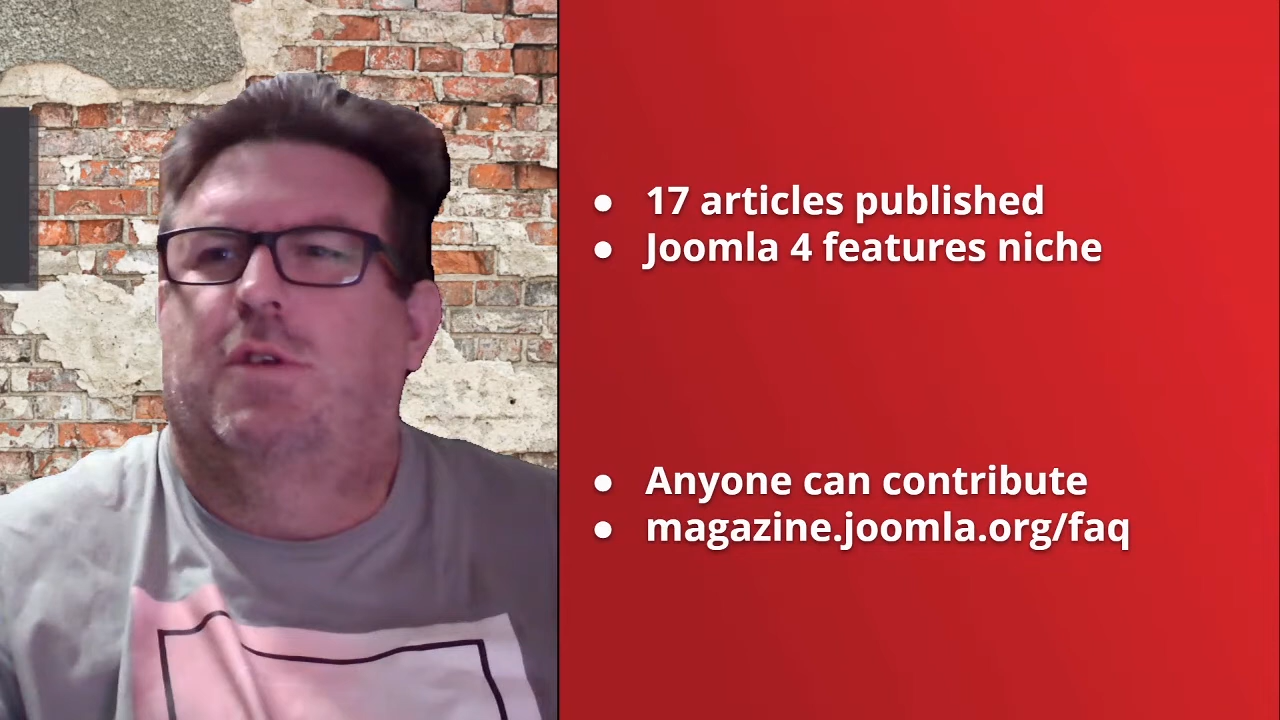 ● 17 articles published
● Joomla 4 features niche
● Anyone can contribute
● magazine.joomla.org/faq